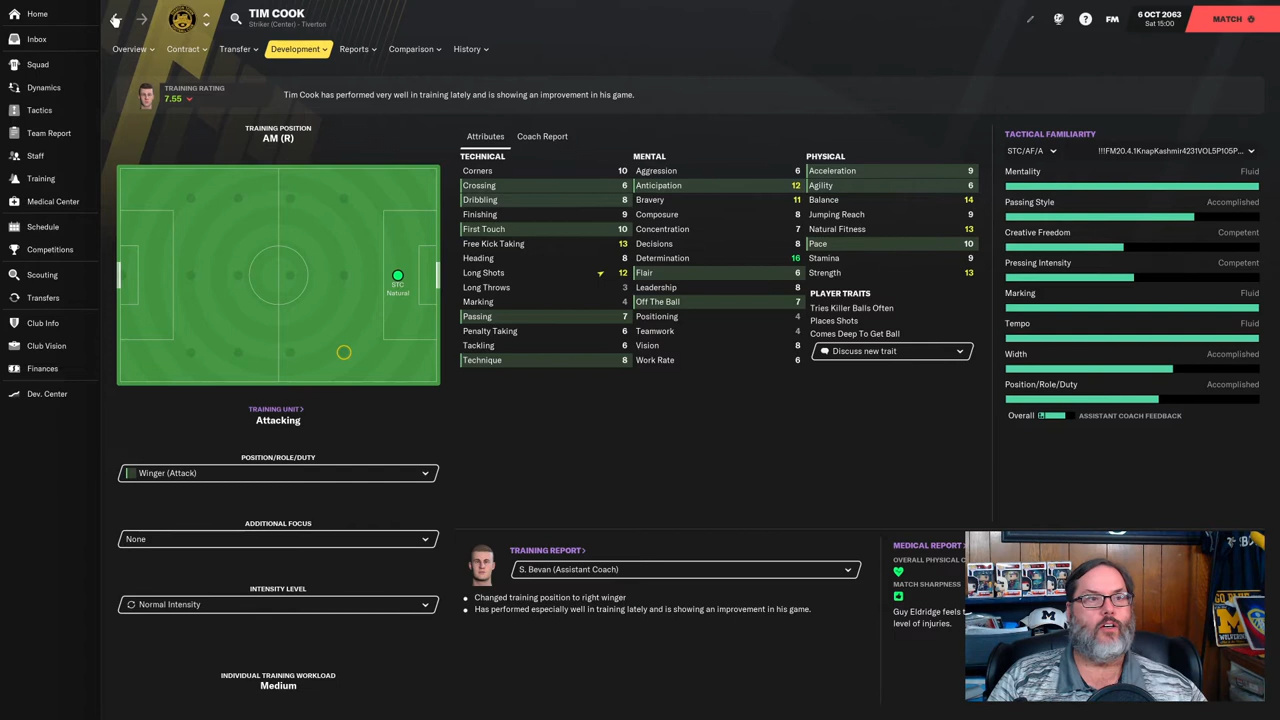 Home
Inbox
Squad
Dynamics
Tactics
Team Report
Staff
Training
Medical Center
Schedule
Competitions
Scouting
Transfers
Club Info
Club Vision
Finances
Dev. Center
TIM COOK
Striker (Center) - Tiverton
FM
6 OCT 2063
Sat 15:00
MATCH
Overview
Contract
Transfer
Development
Reports
Comparison
History
TRAINING RATING
7.55
Tim Cook has performed very well in training lately and is showing an improvement in his game.
TRAINING POSITION
AM (R)
STC
Natural
TRAINING UNIT >
Attacking
POSITION/ROLE/DUTY
Winger (Attack)
ADDITIONAL FOCUS
None
INTENSITY LEVEL
Normal Intensity
INDIVIDUAL TRAINING WORKLOAD
Medium
Attributes
Coach Report
TECHNICAL
Corners 10
Crossing 6
Dribbling 8
Finishing 9
First Touch 10
Free Kick Taking 13
Heading 8
Long Shots 12
Long Throws 3
Marking 4
Passing 7
Penalty Taking 6
Tackling 6
Technique 8
MENTAL
Aggression 6
Anticipation 12
Bravery 11
Composure 8
Concentration 7
Decisions 8
Determination 16
Flair 6
Leadership 8
Off The Ball 7
Positioning 4
Teamwork 4
Vision 8
Work Rate 6
PHYSICAL
Acceleration 9
Agility 6
Balance 14
Jumping Reach 9
Natural Fitness 13
Pace 10
Stamina 9
Strength 13
PLAYER TRAITS
Tries Killer Balls Often
Places Shots
Comes Deep To Get Ball
Discuss new trait
TACTICAL FAMILIARITY
STC/AF/A
!!!FM20.4.1KnapKashmir4231VOL5P105P...
Mentality Fluid
Passing Style Accomplished
Creative Freedom Competent
Pressing Intensity Competent
Marking Fluid
Tempo Fluid
Width Accomplished
Position/Role/Duty Accomplished
Overall
ASSISTANT COACH FEEDBACK
TRAINING REPORT >
S. Bevan (Assistant Coach)
Changed training position to right winger
Has performed especially well in training lately and is showing an improvement in his game.
MEDICAL REPORT >
OVERALL PHYSICAL
MATCH SHARPNESS
Guy Eldridge feels
level of injuries.
M
M